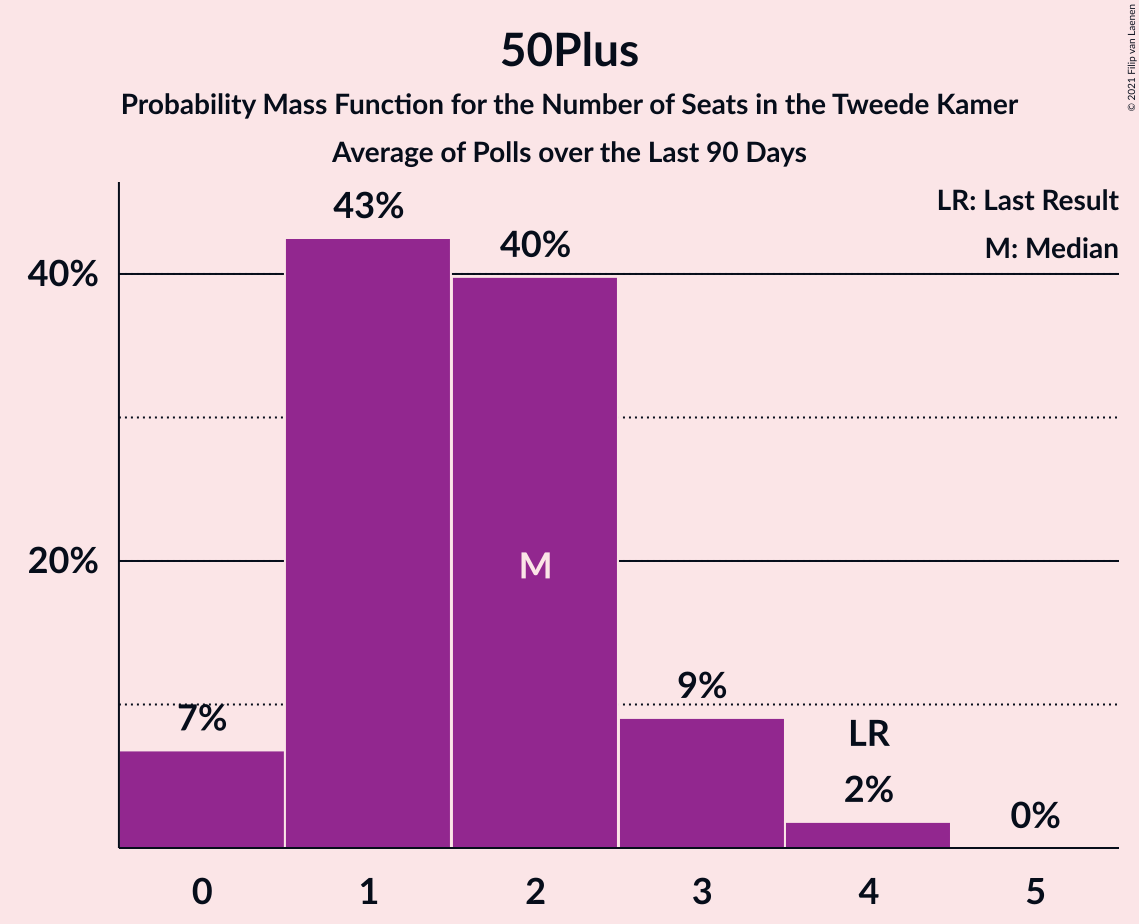 50Plus
Probability Mass Function for the Number of Seats in the Tweede Kamer
Average of Polls over the Last 90 Days
© 2021 Filip van Laenen
LR: Last Result
M: Median
43%
40%
40%
20%
M
7%
9%
LR
2%
0%
0 1 2 3 4 5